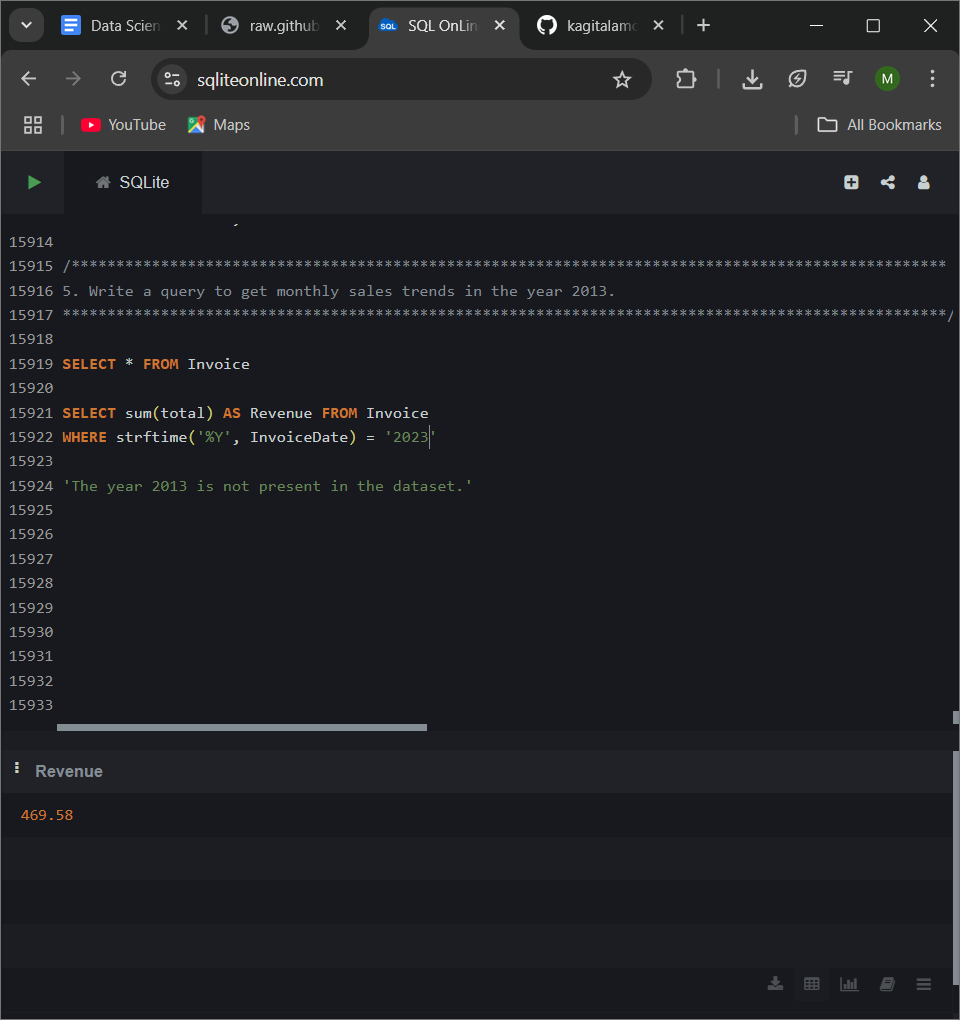 Data Scien
raw.github
SQL OnLin
kagitalamo
sqliteonline.com
M
YouTube
Maps
All Bookmarks
SQLite
15914
15915 /**************************************************************************************************
15916 5. Write a query to get monthly sales trends in the year 2013.
15917 ***************************************************************************************************/
15918
15919 SELECT * FROM Invoice
15920
15921 SELECT sum(total) AS Revenue FROM Invoice
15922 WHERE strftime('%Y', InvoiceDate) = '2023'
15923
15924 'The year 2013 is not present in the dataset.'
15925
15926
15927
15928
15929
15930
15931
15932
15933
Revenue
469.58